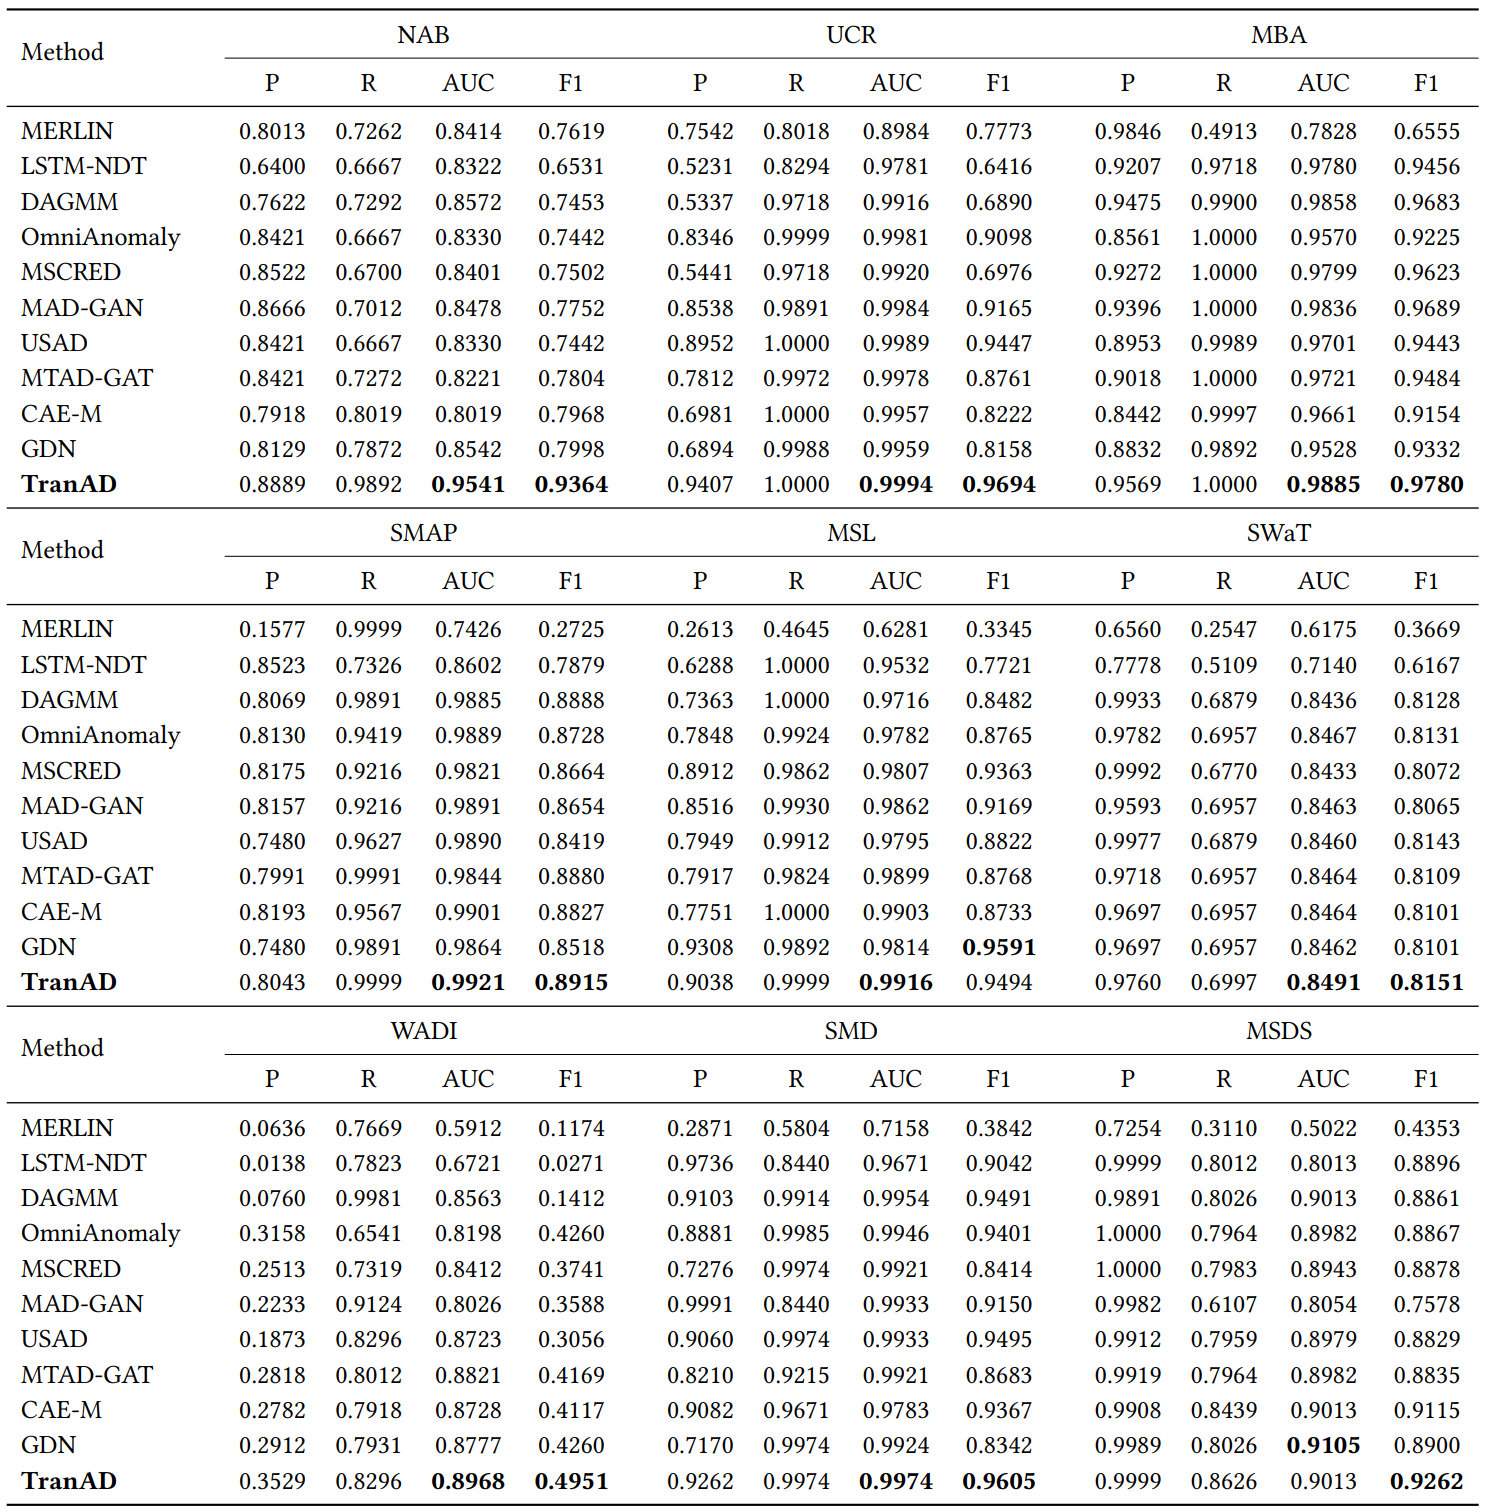 Method NAB UCR MBA
P R AUC F1 P R AUC F1 P R AUC F1
MERLIN 0.8013 0.7262 0.8414 0.7619 0.7542 0.8018 0.8984 0.7773 0.9846 0.4913 0.7828 0.6555
LSTM-NDT 0.6400 0.6667 0.8322 0.6531 0.5231 0.8294 0.9781 0.6416 0.9207 0.9718 0.9780 0.9456
DAGMM 0.7622 0.7292 0.8572 0.7453 0.5337 0.9718 0.9916 0.6890 0.9475 0.9900 0.9858 0.9683
OmniAnomaly 0.8421 0.6667 0.8330 0.7442 0.8346 0.9999 0.9981 0.9098 0.8561 1.0000 0.9570 0.9225
MSCRED 0.8522 0.6700 0.8401 0.7502 0.5441 0.9718 0.9920 0.6976 0.9272 1.0000 0.9799 0.9623
MAD-GAN 0.8666 0.7012 0.8478 0.7752 0.8538 0.9891 0.9984 0.9165 0.9396 1.0000 0.9836 0.9689
USAD 0.8421 0.6667 0.8330 0.7442 0.8952 1.0000 0.9989 0.9447 0.8953 0.9989 0.9701 0.9443
MTAD-GAT 0.8421 0.7272 0.8221 0.7804 0.7812 0.9972 0.9978 0.8761 0.9018 1.0000 0.9721 0.9484
CAE-M 0.7918 0.8019 0.8019 0.7968 0.6981 1.0000 0.9957 0.8222 0.8442 0.9997 0.9661 0.9154
GDN 0.8129 0.7872 0.8542 0.7998 0.6894 0.9988 0.9959 0.8158 0.8832 0.9892 0.9528 0.9332
TranAD 0.8889 0.9892 0.9541 0.9364 0.9407 1.0000 0.9994 0.9694 0.9569 1.0000 0.9885 0.9780
Method SMAP MSL SWaT
P R AUC F1 P R AUC F1 P R AUC F1
MERLIN 0.1577 0.9999 0.7426 0.2725 0.2613 0.4645 0.6281 0.3345 0.6560 0.2547 0.6175 0.3669
LSTM-NDT 0.8523 0.7326 0.8602 0.7879 0.6288 1.0000 0.9532 0.7721 0.7778 0.5109 0.7140 0.6167
DAGMM 0.8069 0.9891 0.9885 0.8888 0.7363 1.0000 0.9716 0.8482 0.9933 0.6879 0.8436 0.8128
OmniAnomaly 0.8130 0.9419 0.9889 0.8728 0.7848 0.9924 0.9782 0.8765 0.9782 0.6957 0.8467 0.8131
MSCRED 0.8175 0.9216 0.9821 0.8664 0.8912 0.9862 0.9807 0.9363 0.9992 0.6770 0.8433 0.8072
MAD-GAN 0.8157 0.9216 0.9891 0.8654 0.8516 0.9930 0.9862 0.9169 0.9593 0.6957 0.8463 0.8065
USAD 0.7480 0.9627 0.9890 0.8419 0.7949 0.9912 0.9795 0.8822 0.9977 0.6879 0.8460 0.8143
MTAD-GAT 0.7991 0.9991 0.9844 0.8880 0.7917 0.9824 0.9899 0.8768 0.9718 0.6957 0.8464 0.8109
CAE-M 0.8193 0.9567 0.9901 0.8827 0.7751 1.0000 0.9903 0.8733 0.9697 0.6957 0.8464 0.8101
GDN 0.7480 0.9891 0.9864 0.8518 0.9308 0.9892 0.9814 0.9591 0.9697 0.6957 0.8462 0.8101
TranAD 0.8043 0.9999 0.9921 0.8915 0.9038 0.9999 0.9916 0.9494 0.9760 0.6997 0.8491 0.8151
Method WADI SMD MSDS
P R AUC F1 P R AUC F1 P R AUC F1
MERLIN 0.0636 0.7669 0.5912 0.1174 0.2871 0.5804 0.7158 0.3842 0.7254 0.3110 0.5022 0.4353
LSTM-NDT 0.0138 0.7823 0.6721 0.0271 0.9736 0.8440 0.9671 0.9042 0.9999 0.8012 0.8013 0.8896
DAGMM 0.0760 0.9981 0.8563 0.1412 0.9103 0.9914 0.9954 0.9491 0.9891 0.8026 0.9013 0.8861
OmniAnomaly 0.3158 0.6541 0.8198 0.4260 0.8881 0.9985 0.9946 0.9401 1.0000 0.7964 0.8982 0.8867
MSCRED 0.2513 0.7319 0.8412 0.3741 0.7276 0.9974 0.9921 0.8414 1.0000 0.7983 0.8943 0.8878
MAD-GAN 0.2233 0.9124 0.8026 0.3588 0.9991 0.8440 0.9933 0.9150 0.9982 0.6107 0.8054 0.7578
USAD 0.1873 0.8296 0.8723 0.3056 0.9060 0.9974 0.9933 0.9495 0.9912 0.7959 0.8979 0.8829
MTAD-GAT 0.2818 0.8012 0.8821 0.4169 0.8210 0.9215 0.9921 0.8683 0.9919 0.7964 0.8982 0.8835
CAE-M 0.2782 0.7918 0.8728 0.4117 0.9082 0.9671 0.9783 0.9367 0.9908 0.8439 0.9013 0.9115
GDN 0.2912 0.7931 0.8777 0.4260 0.7170 0.9974 0.9924 0.8342 0.9989 0.8026 0.9105 0.8900
TranAD 0.3529 0.8296 0.8968 0.4951 0.9262 0.9974 0.9974 0.9605 0.9999 0.8626 0.9013 0.9262